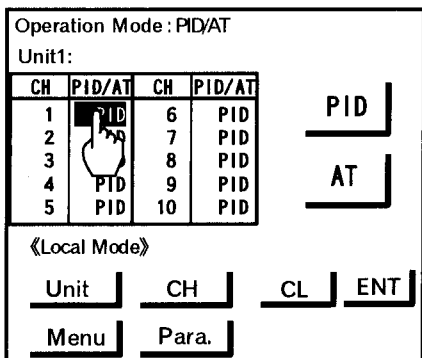 Operation Mode : PID/AT
Unit1:
CH PID/AT CH PID/AT
1 PID 6 PID
2 7 PID
3 8 PID
4 PID 9 PID
5 PID 10 PID
PID
AT
《Local Mode》
Unit CH CL ENT
Menu Para.